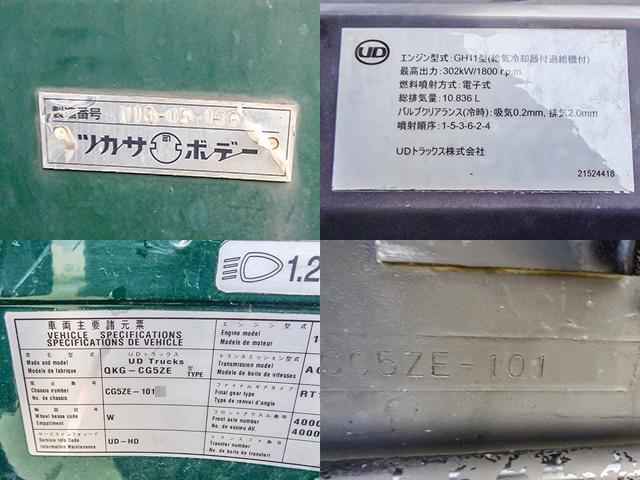 製造番号
ツカサ ボデー
UD
エンジン型式:GH11型(給気冷却器付過給機付)
最高出力:302kW/1800 r.p.m
燃料噴射方式:電子式
総排気量:10.836 L
バルブクリアランス(冷時):吸気0.2mm, 排気2.0mm
噴射順序:1-5-3-6-2-4
UDトラックス株式会社
21524418
1.2
車両主要諸元票
VEHICLE SPECIFICATIONS
SPECIFICATIONS DE VEHICLE
車名型式
Make and model
Modele de fabrique
UDトラックス
UD Trucks
QKG-CG5ZE 型 TYPE
車台番号
Chassis number
No. de chassis
CG5ZE-101
軸距記号
Wheel base code
Empattement
W
サービスインフォコード
Service Info Code
Information Maintenance
UD-HD
エンジン型式
Engine model
Modele de moteur
1
トランスミッション型式
Transmission model
Modele de boite de vitesses
ファイナルギアタイプ
Final gear type
Type de renvoi d'angle
RT
フロントアクスル番号
Front axle number
No. de essieu AV.
4000
4000
トランスファ番号
Transfer number
CG5ZE-101